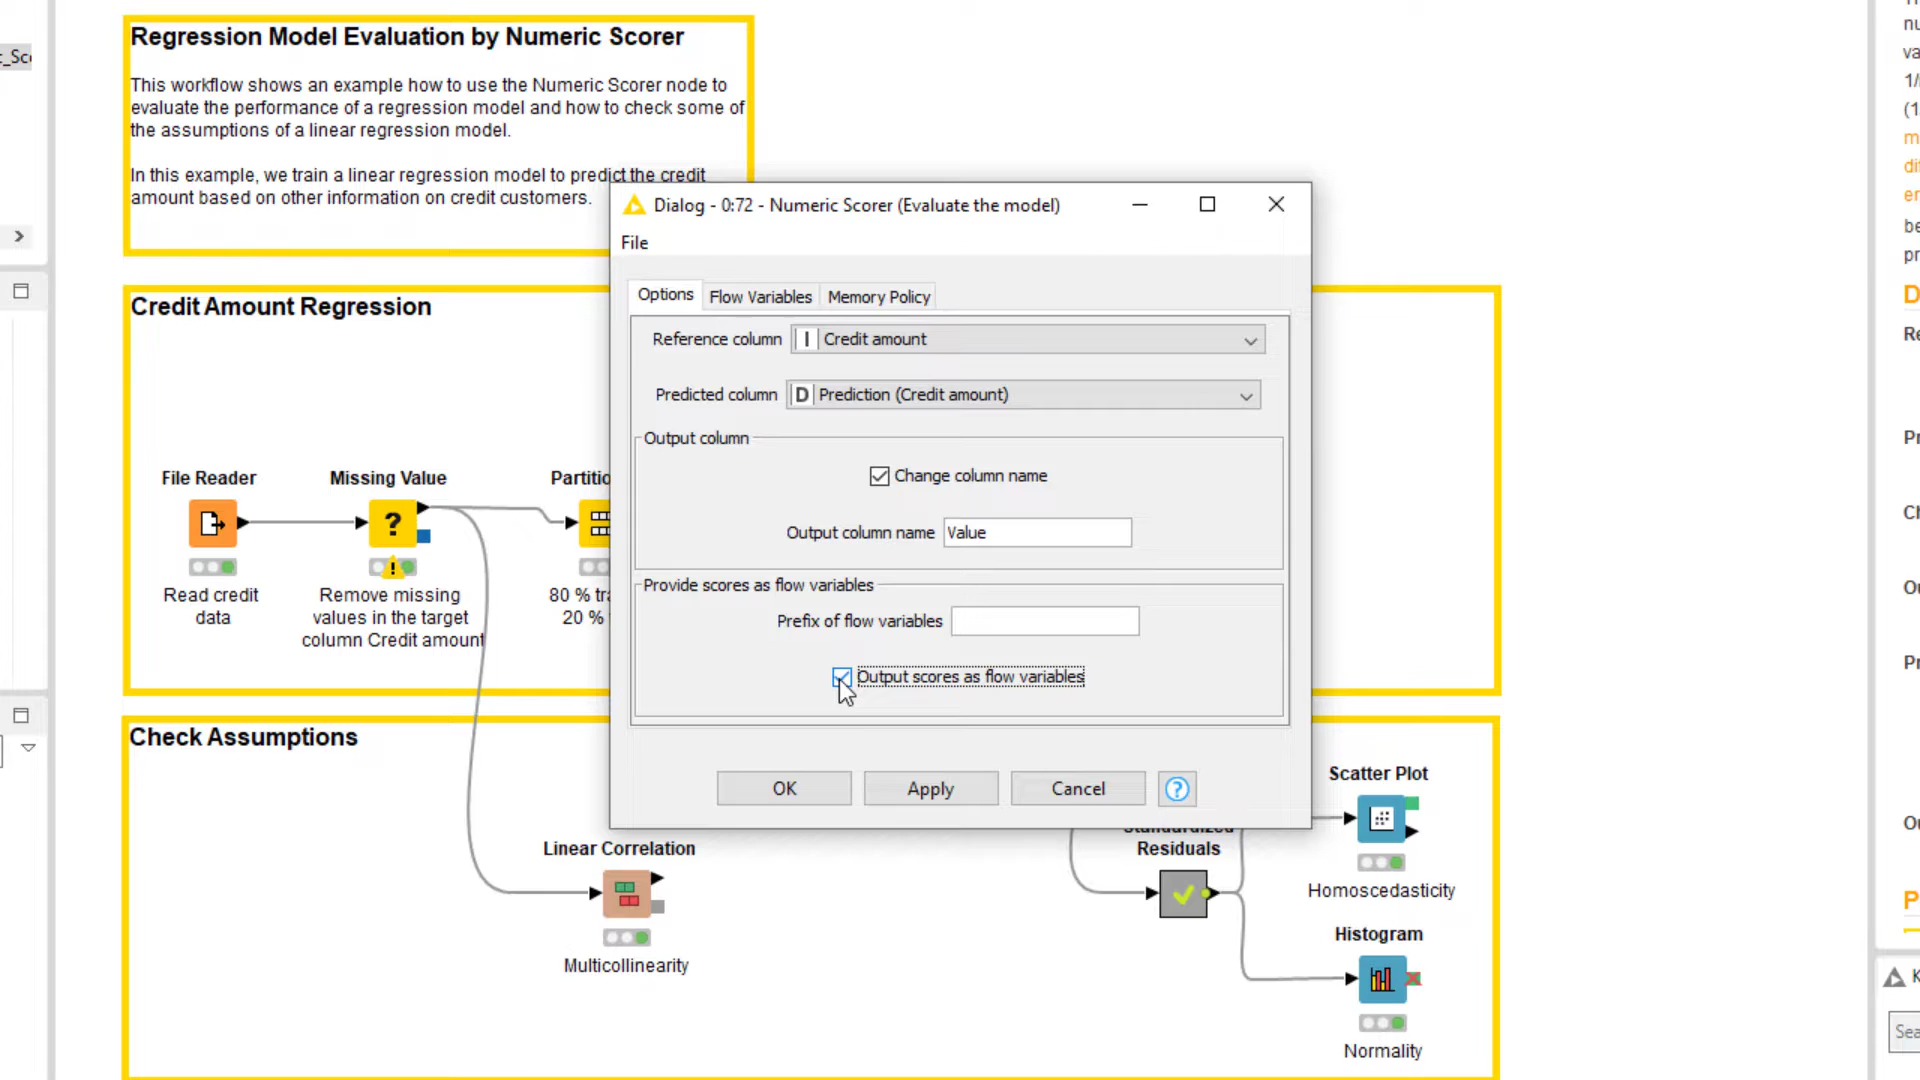 Regression Model Evaluation by Numeric Scorer
This workflow shows an example how to use the Numeric Scorer node to
evaluate the performance of a regression model and how to check some of
the assumptions of a linear regression model.
In this example, we train a linear regression model to predict the credit
amount based on other information on credit customers.
Dialog - 0:72 - Numeric Scorer (Evaluate the model)
File
Options
Flow Variables
Memory Policy
Reference column
I
Credit amount
Predicted column
D
Prediction (Credit amount)
Output column
Change column name
Output column name
Value
Provide scores as flow variables
Prefix of flow variables
Output scores as flow variables
OK
Apply
Cancel
?
Credit Amount Regression
File Reader
Read credit
data
Missing Value
?
Remove missing
values in the target
column Credit amount
Partitio
80 % tra
20 %
Check Assumptions
Linear Correlation
Multicollinearity
Residuals
Scatter Plot
Homoscedasticity
Histogram
Normality